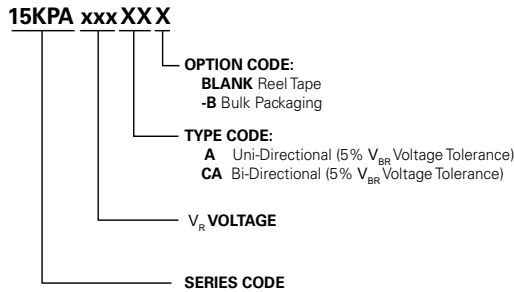 15KPA xxx XX X
OPTION CODE:
BLANK Reel Tape
-B Bulk Packaging
TYPE CODE:
A Uni-Directional (5% VBR Voltage Tolerance)
CA Bi-Directional (5% VBR Voltage Tolerance)
VR VOLTAGE
SERIES CODE